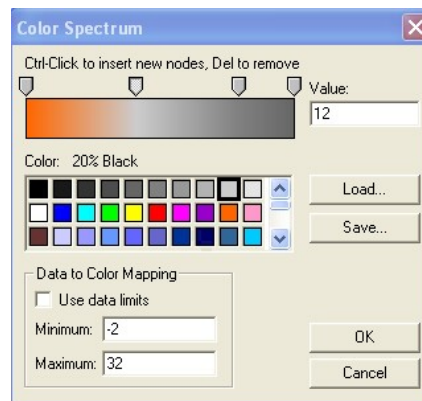 Color Spectrum
Ctrl-Click to insert new nodes, Del to remove
Value:
12
Color: 20% Black
Load...
Save...
Data to Color Mapping
Use data limits
Minimum: -2
Maximum: 32
OK
Cancel